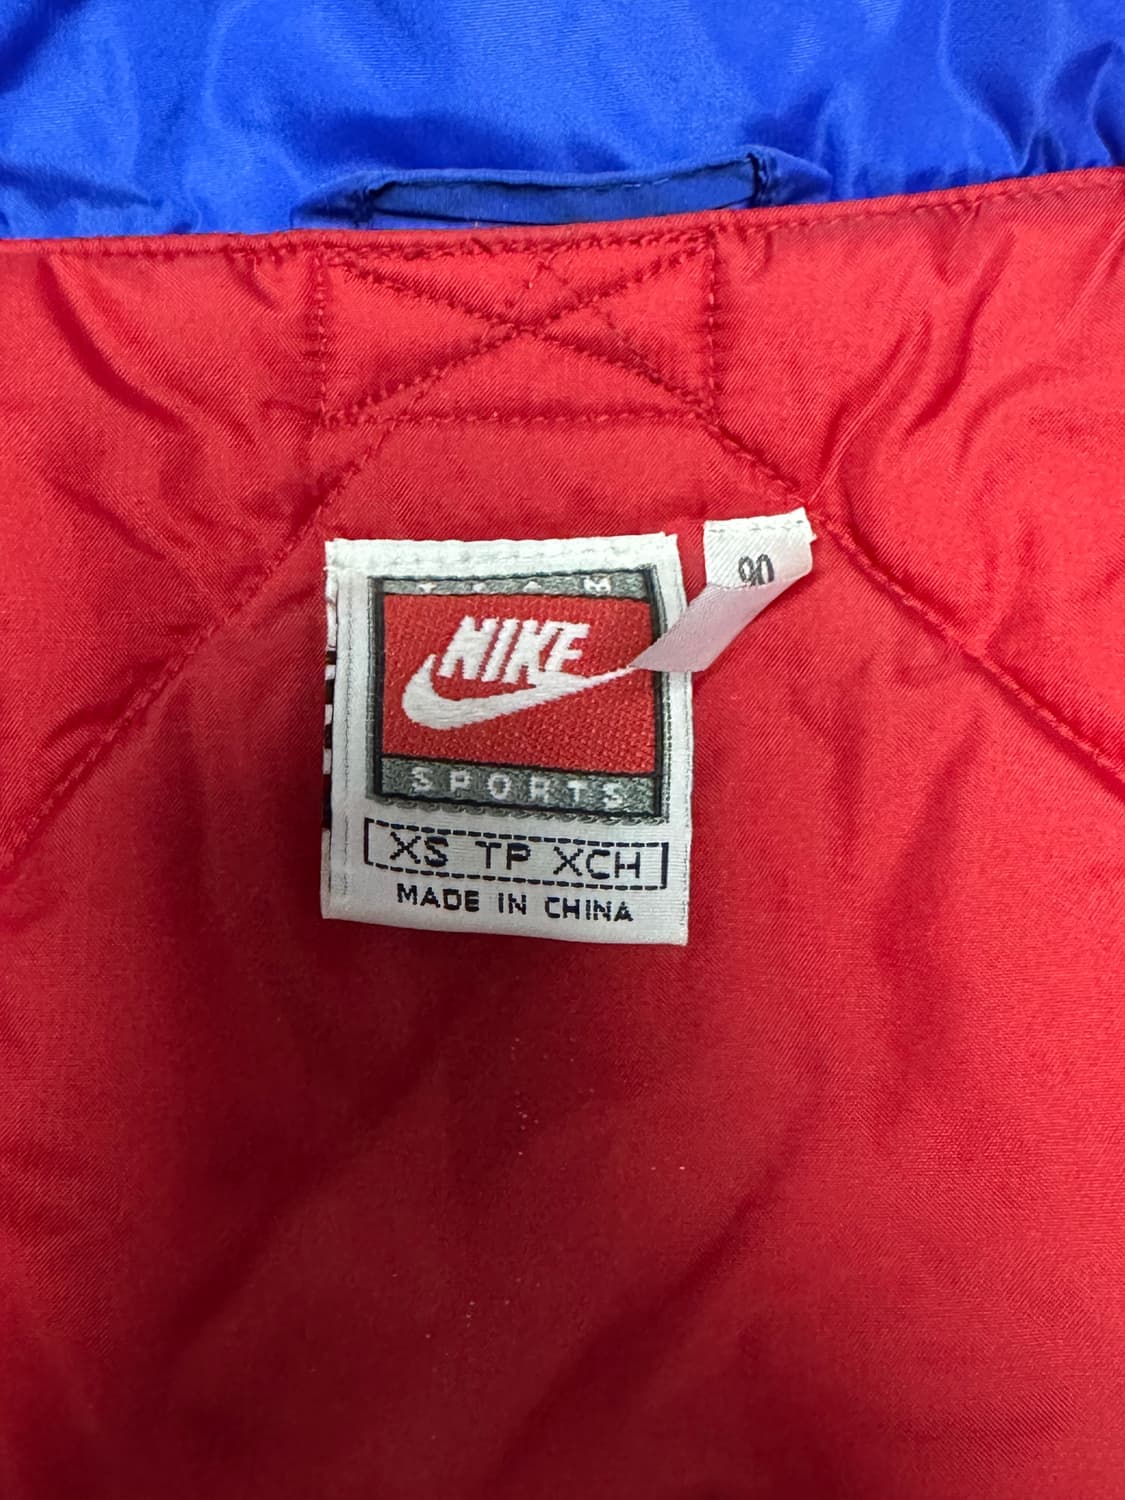 TEAM
90
NIKE
SPORTS
XS TP XCH
MADE IN CHINA